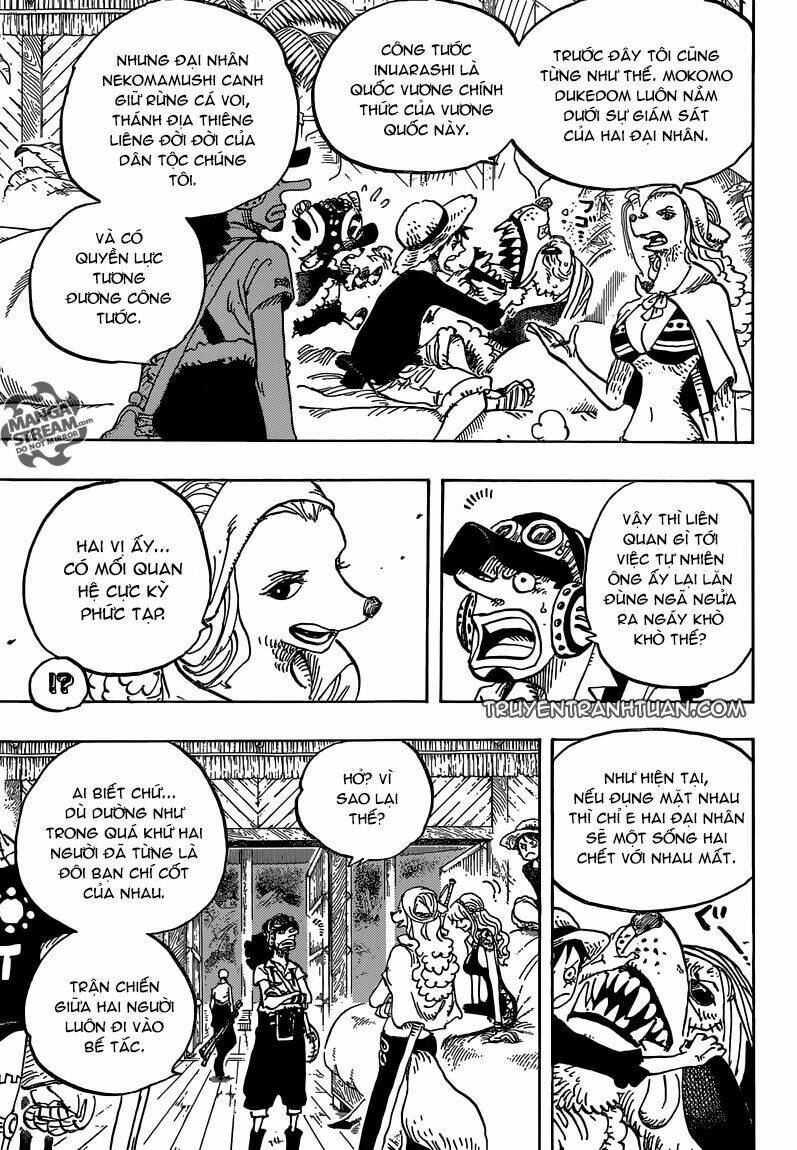 TRƯỚC ĐÂY TÔI CŨNG
TỪNG NHƯ THẾ. MOKOMO
DUKEDOM LUÔN NẰM
DƯỚI SỰ GIÁM SÁT
CỦA HAI ĐẠI NHÂN.
CÔNG TƯỚC
INUARASHI LÀ
QUỐC VƯƠNG CHÍNH
THỨC CỦA VƯƠNG
QUỐC NÀY.
NHƯNG ĐẠI NHÂN
NEKOMAMUSHI CANH
GIỮ RỪNG CÁ VOI,
THÁNH ĐỊA THIÊNG
LIÊNG ĐỜI ĐỜI CỦA
DÂN TỘC CHÚNG
TÔI.
VÀ CÓ
QUYỀN LỰC
TƯƠNG
ĐƯƠNG CÔNG
TƯỚC.
MANGA
STREAM.com
DO NOT MIRROR
VẬY THÌ LIÊN
QUAN GÌ TỚI
VIỆC TỰ NHIÊN
ÔNG ẤY LẠI LĂN
ĐÙNG NGÃ NGỬA
RA NGÁY KHÒ
KHÒ THẾ?
HAI VỊ ẤY...
CÓ MỐI QUAN
HỆ CỰC KỲ
PHỨC TẠP.
!?
TRUYENTRANHTUAN.COM
NHƯ HIỆN TẠI,
NẾU ĐỤNG MẶT NHAU
THÌ CHỈ E HAI ĐẠI NHÂN
SẼ MỘT SỐNG HAI
CHẾT VỚI NHAU MẤT.
HỞ? VÌ
SAO LẠI
THẾ?
AI BIẾT CHỨ...
DÙ DƯỜNG NHƯ
TRONG QUÁ KHỨ HAI
NGƯỜI ĐÃ TỪNG LÀ
ĐÔI BẠN CHÍ CỐT
CỦA NHAU.
TRẬN CHIẾN
GIỮA HAI NGƯỜI
LUÔN ĐI VÀO
BẾ TẮC.